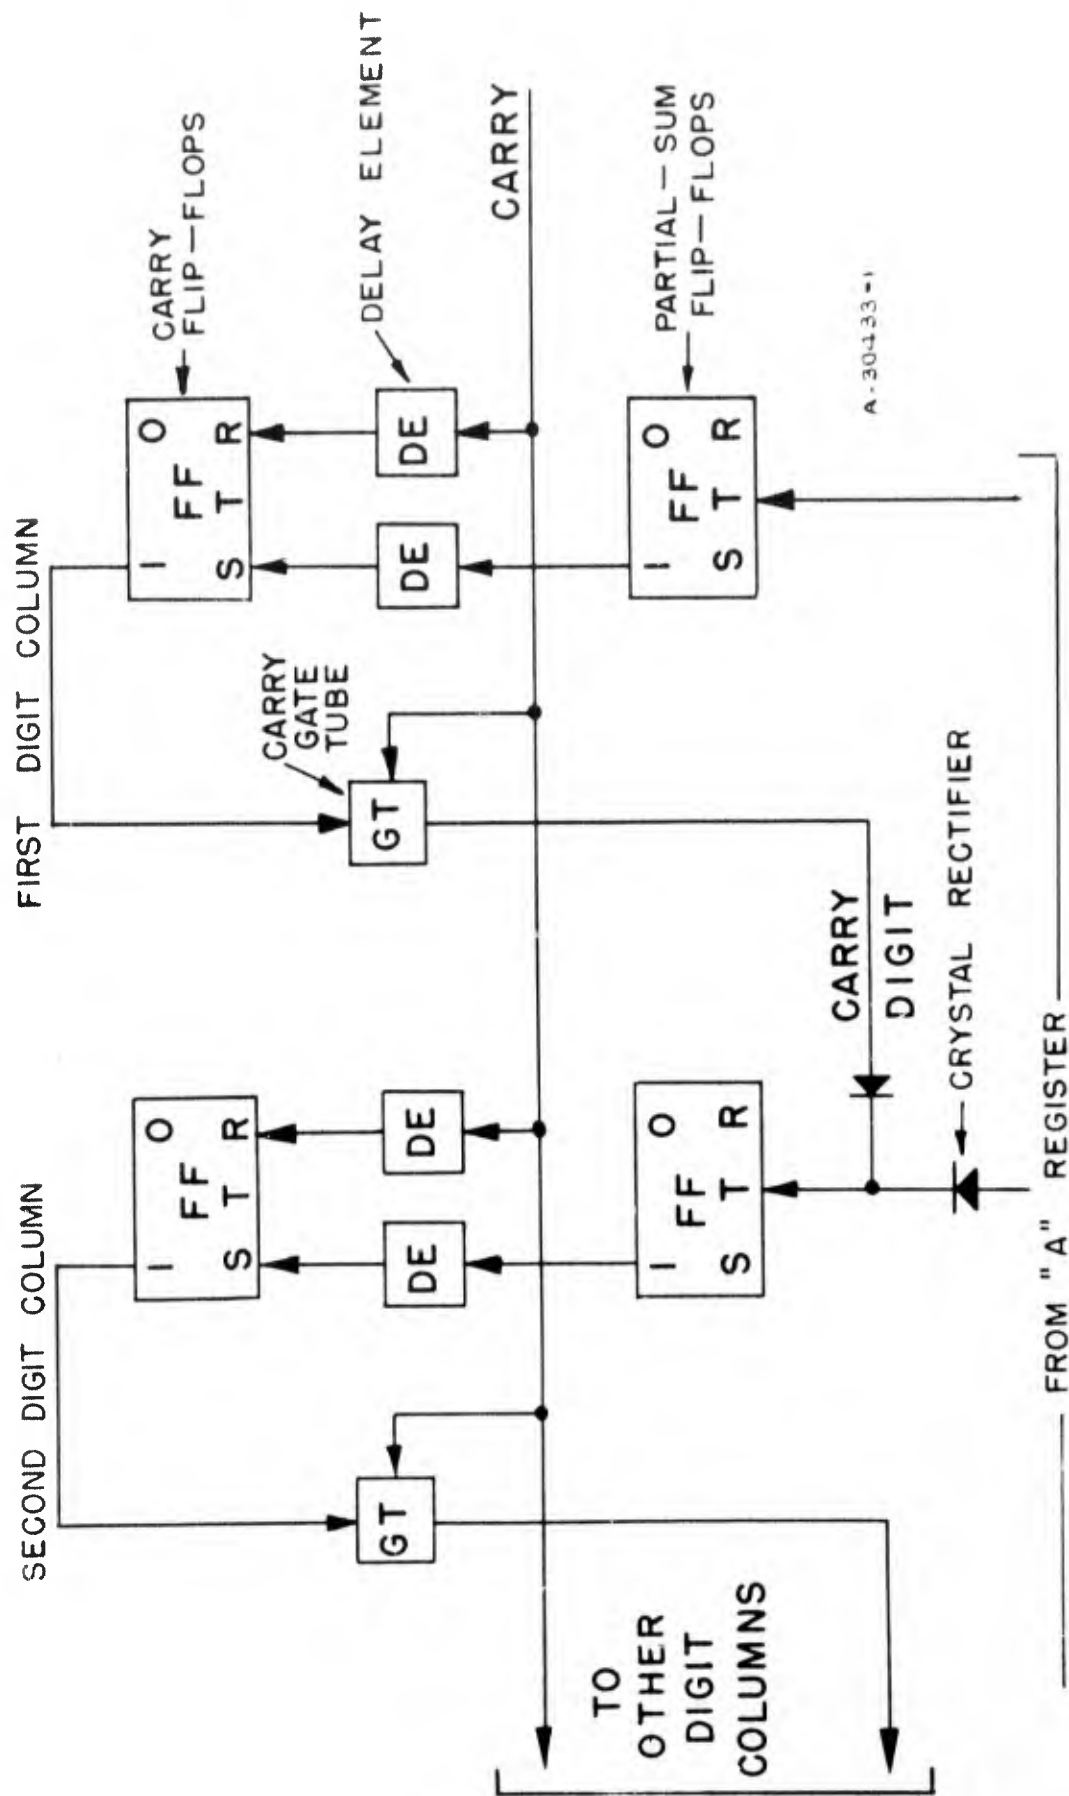 SECOND DIGIT COLUMN
FIRST DIGIT COLUMN
I O
FF
S T R
I O
FF
S T R
CARRY
FLIP—FLOPS
GT
DE
DE
GT
CARRY
GATE
TUBE
DE
DE
DELAY ELEMENT
CARRY
TO
OTHER
DIGIT
COLUMNS
I O
FF
S T R
I O
FF
S T R
PARTIAL—SUM
FLIP—FLOPS
CARRY
DIGIT
CRYSTAL RECTIFIER
A-30433-1
FROM "A" REGISTER